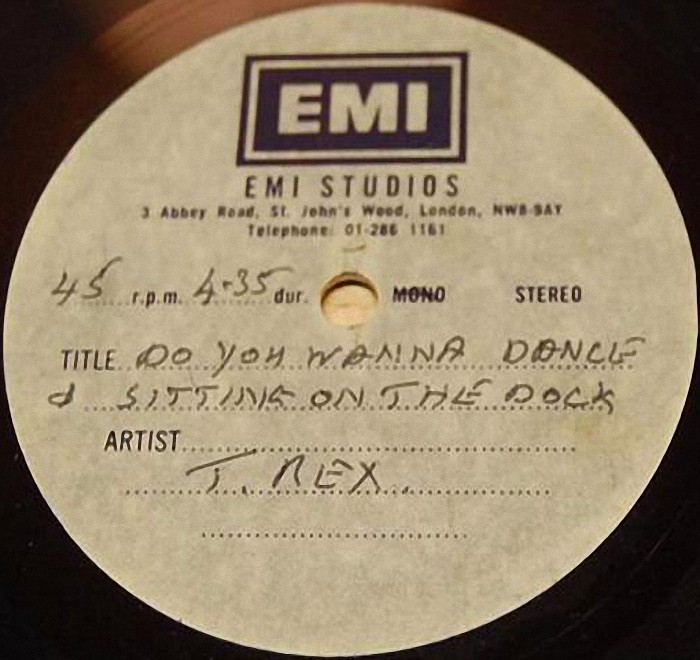 EMI
EMI STUDIOS
3 Abbey Road, St. John's Wood, London, NW8 9AY
Telephone: 01-286 1161
45 r.p.m. 4.35 dur. MONO STEREO
TITLE DO YOU WANNA DANCE
& SITTING ON THE DOCK
ARTIST
T. REX.